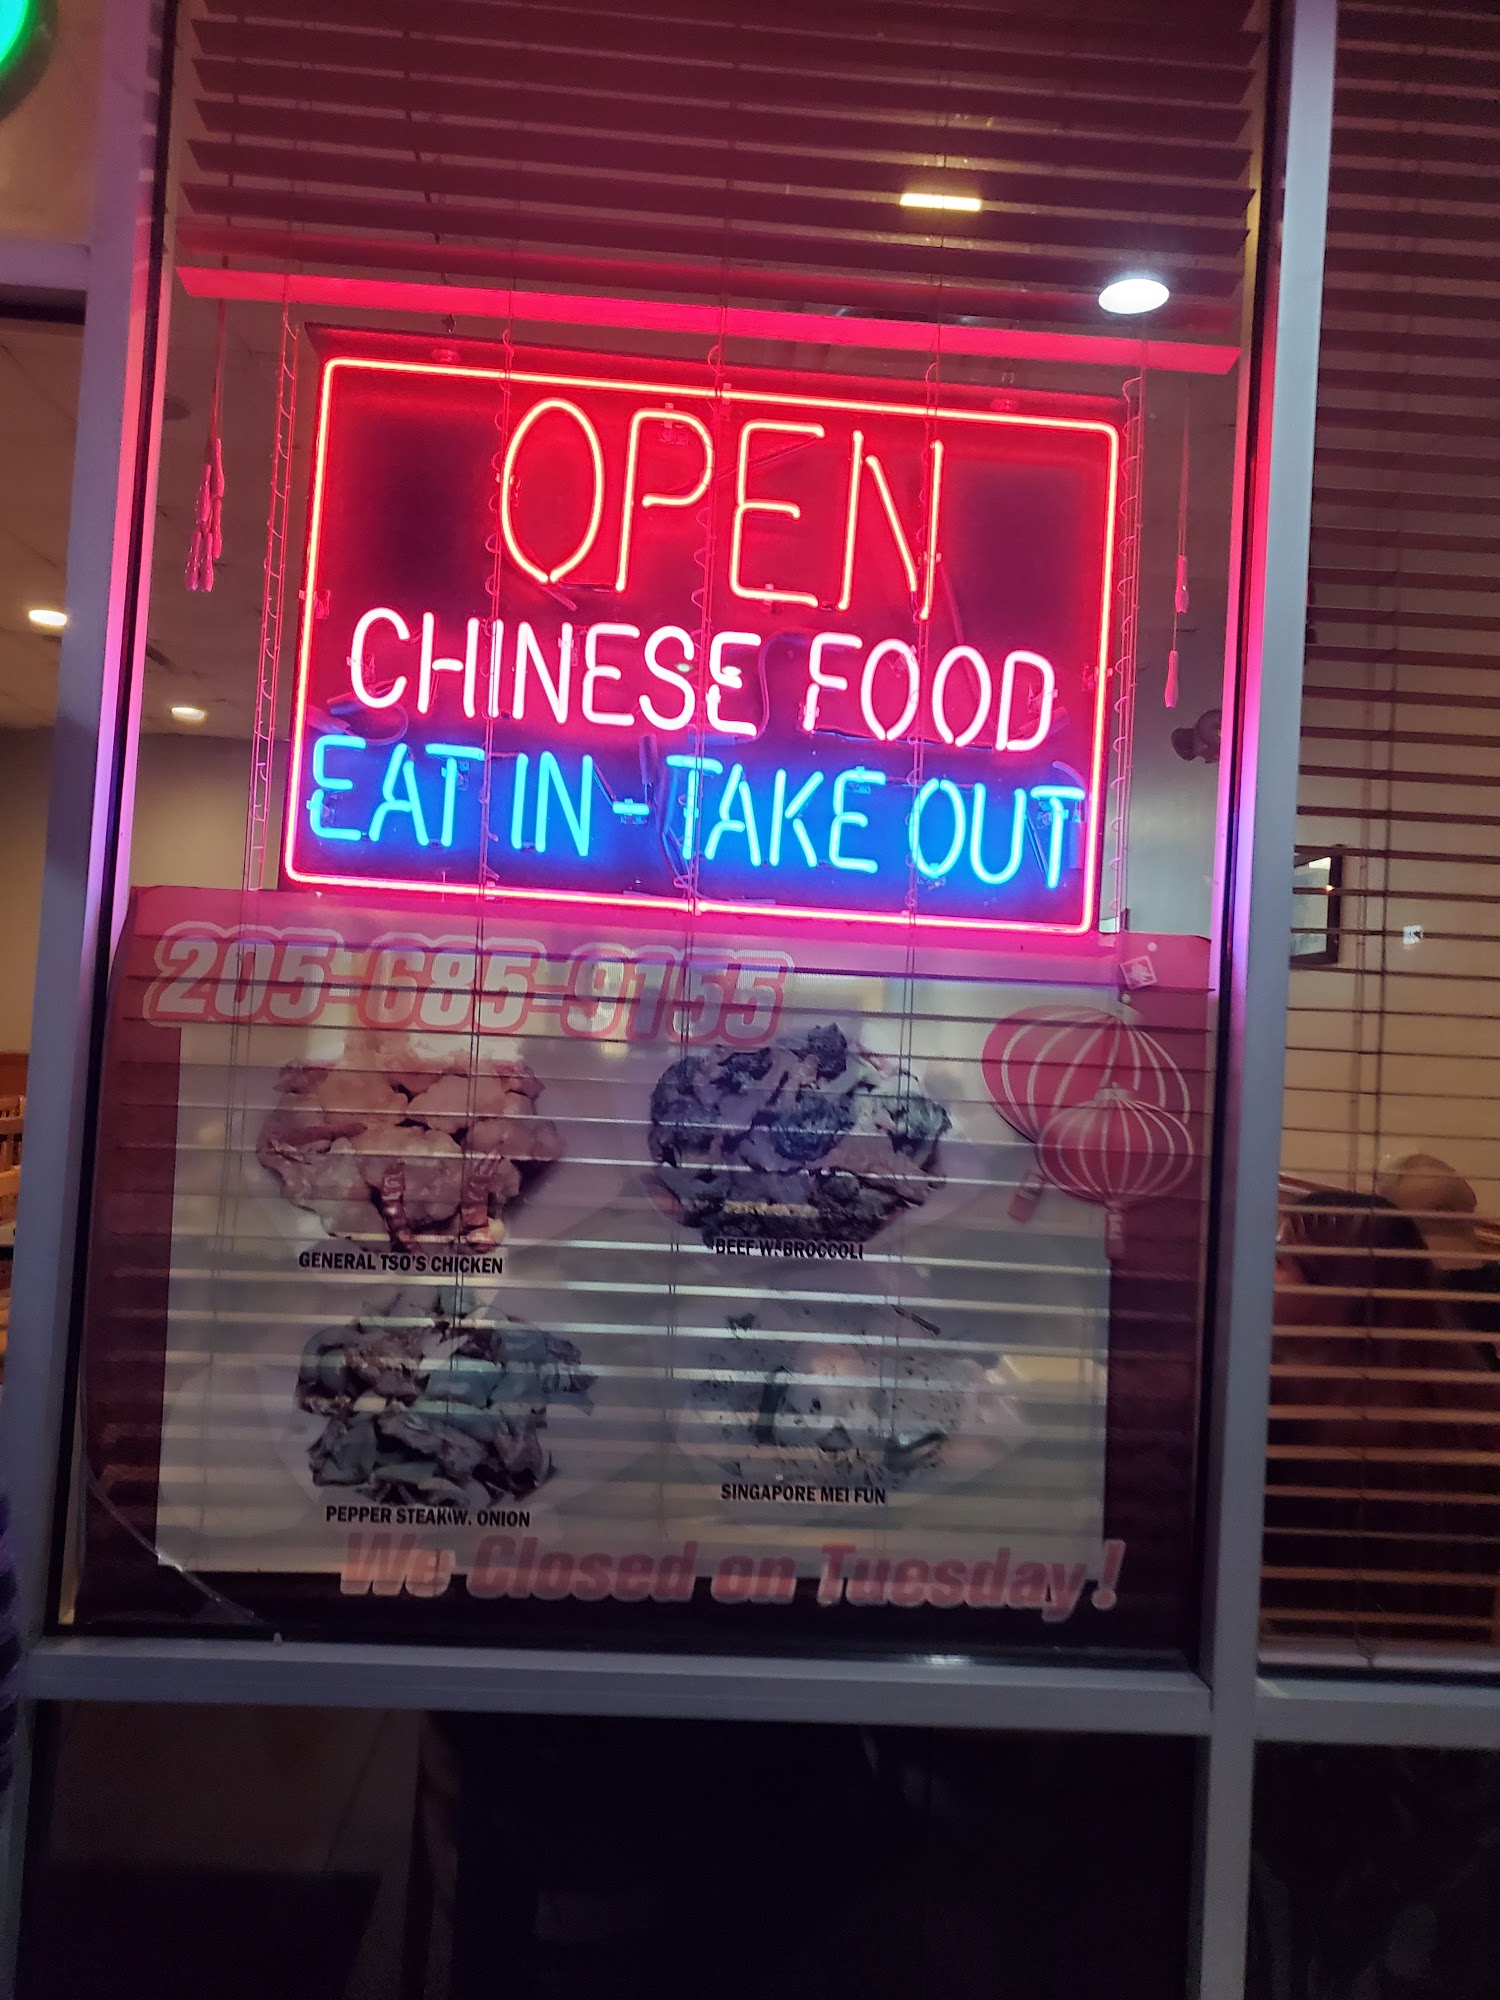 OPEN
CHINESE FOOD
EAT IN - TAKE OUT
205-685-9155
GENERAL TSO'S CHICKEN
BEEF W. BROCCOLI
PEPPER STEAK W. ONION
SINGAPORE MEI FUN
We Closed on Tuesday!